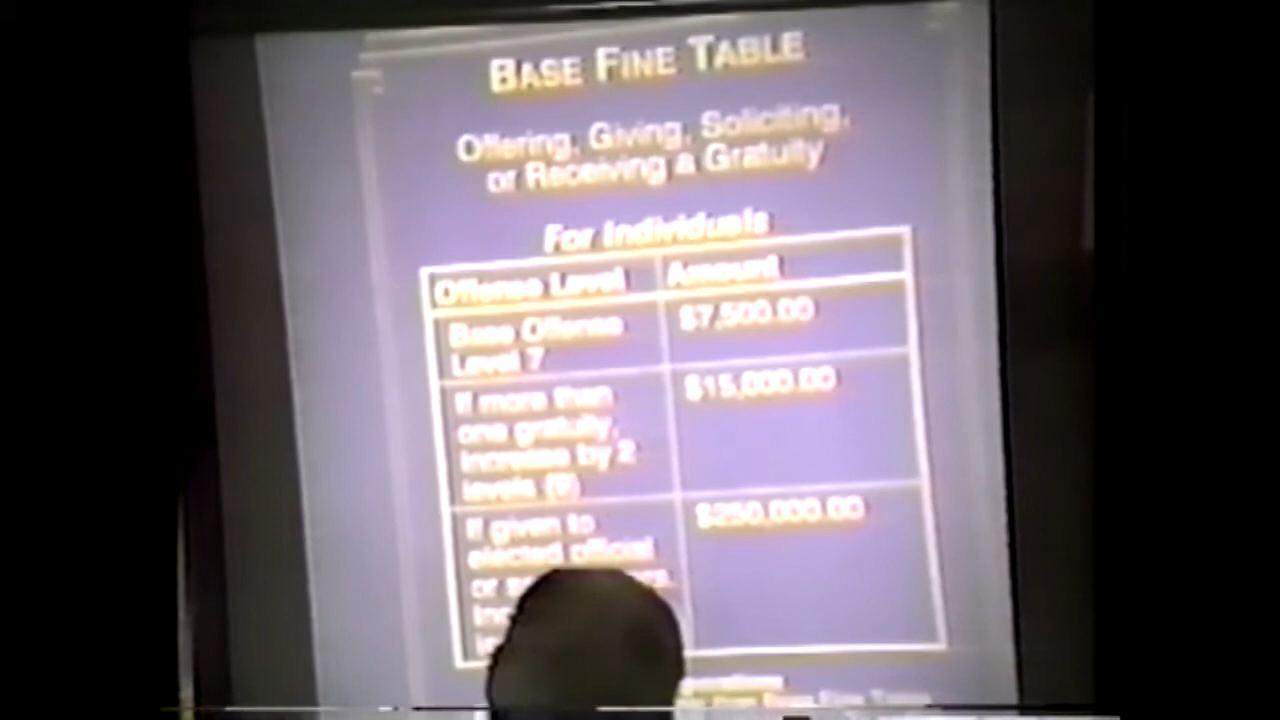 BASE FINE TABLE
Offering, Giving, Soliciting,
or Receiving a Gratuity
For Individuals
Offense Level
Amount
Base Offense
Level 7
$7,500.00
If more than
one gratuity,
increase by 2
levels (9)
$15,000.00
If given to
elected official
or
$250,000.00